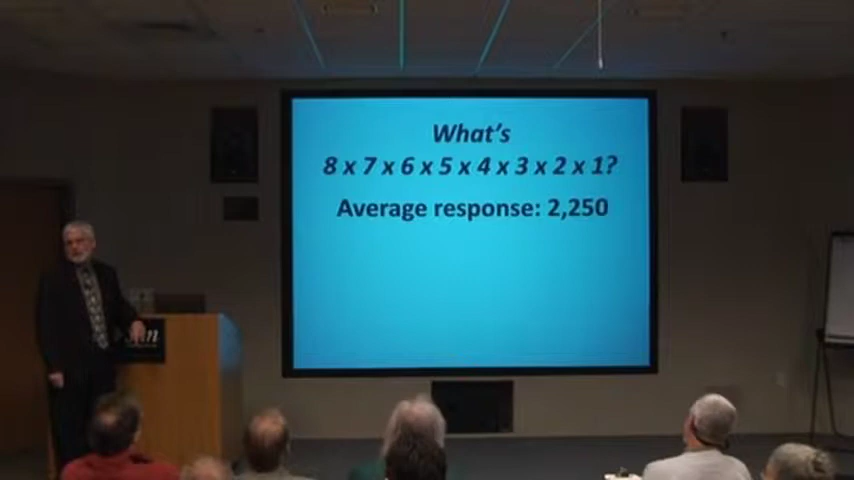 What's
8 x 7 x 6 x 5 x 4 x 3 x 2 x 1?
Average response: 2,250